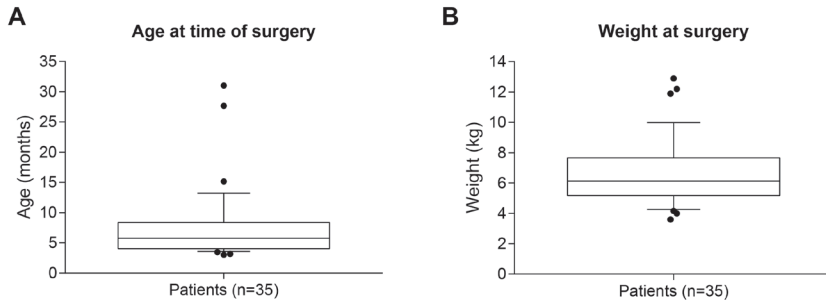 A
Age at time of surgery
Age (months)
35
30
25
20
15
10
5
0
Patients (n=35)
B
Weight at surgery
Weight (kg)
14
12
10
8
6
4
2
0
Patients (n=35)